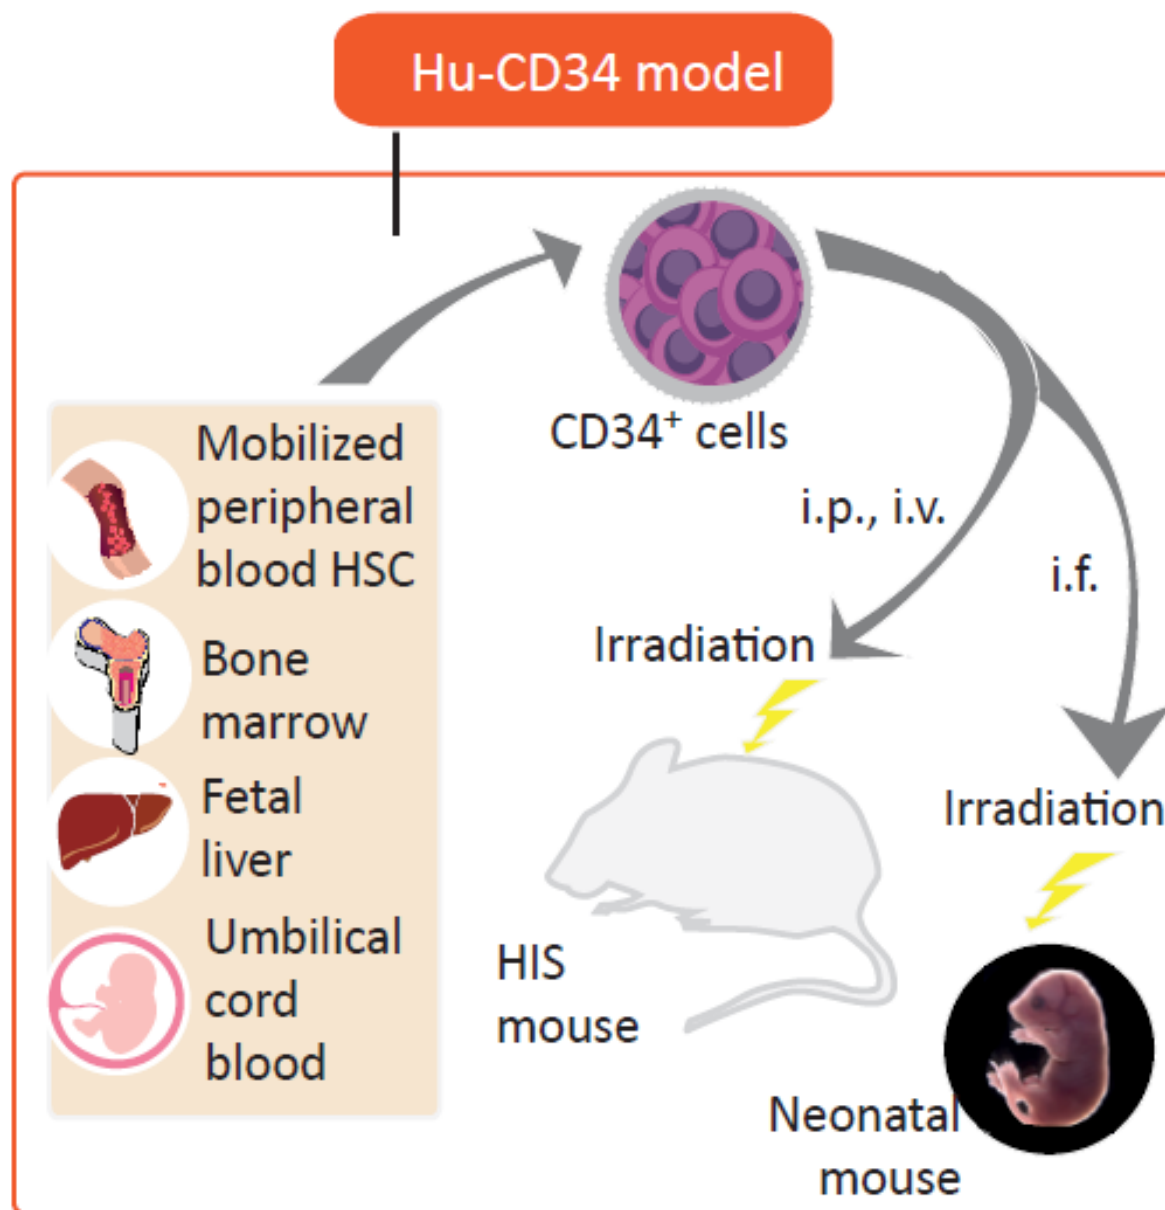 Hu-CD34 model
CD34⁺ cells
Mobilized
peripheral
blood HSC
Bone
marrow
Fetal
liver
Umbilical
cord
blood
i.p., i.v.
i.f.
Irradiation
Irradiation
HIS
mouse
Neonatal
mouse